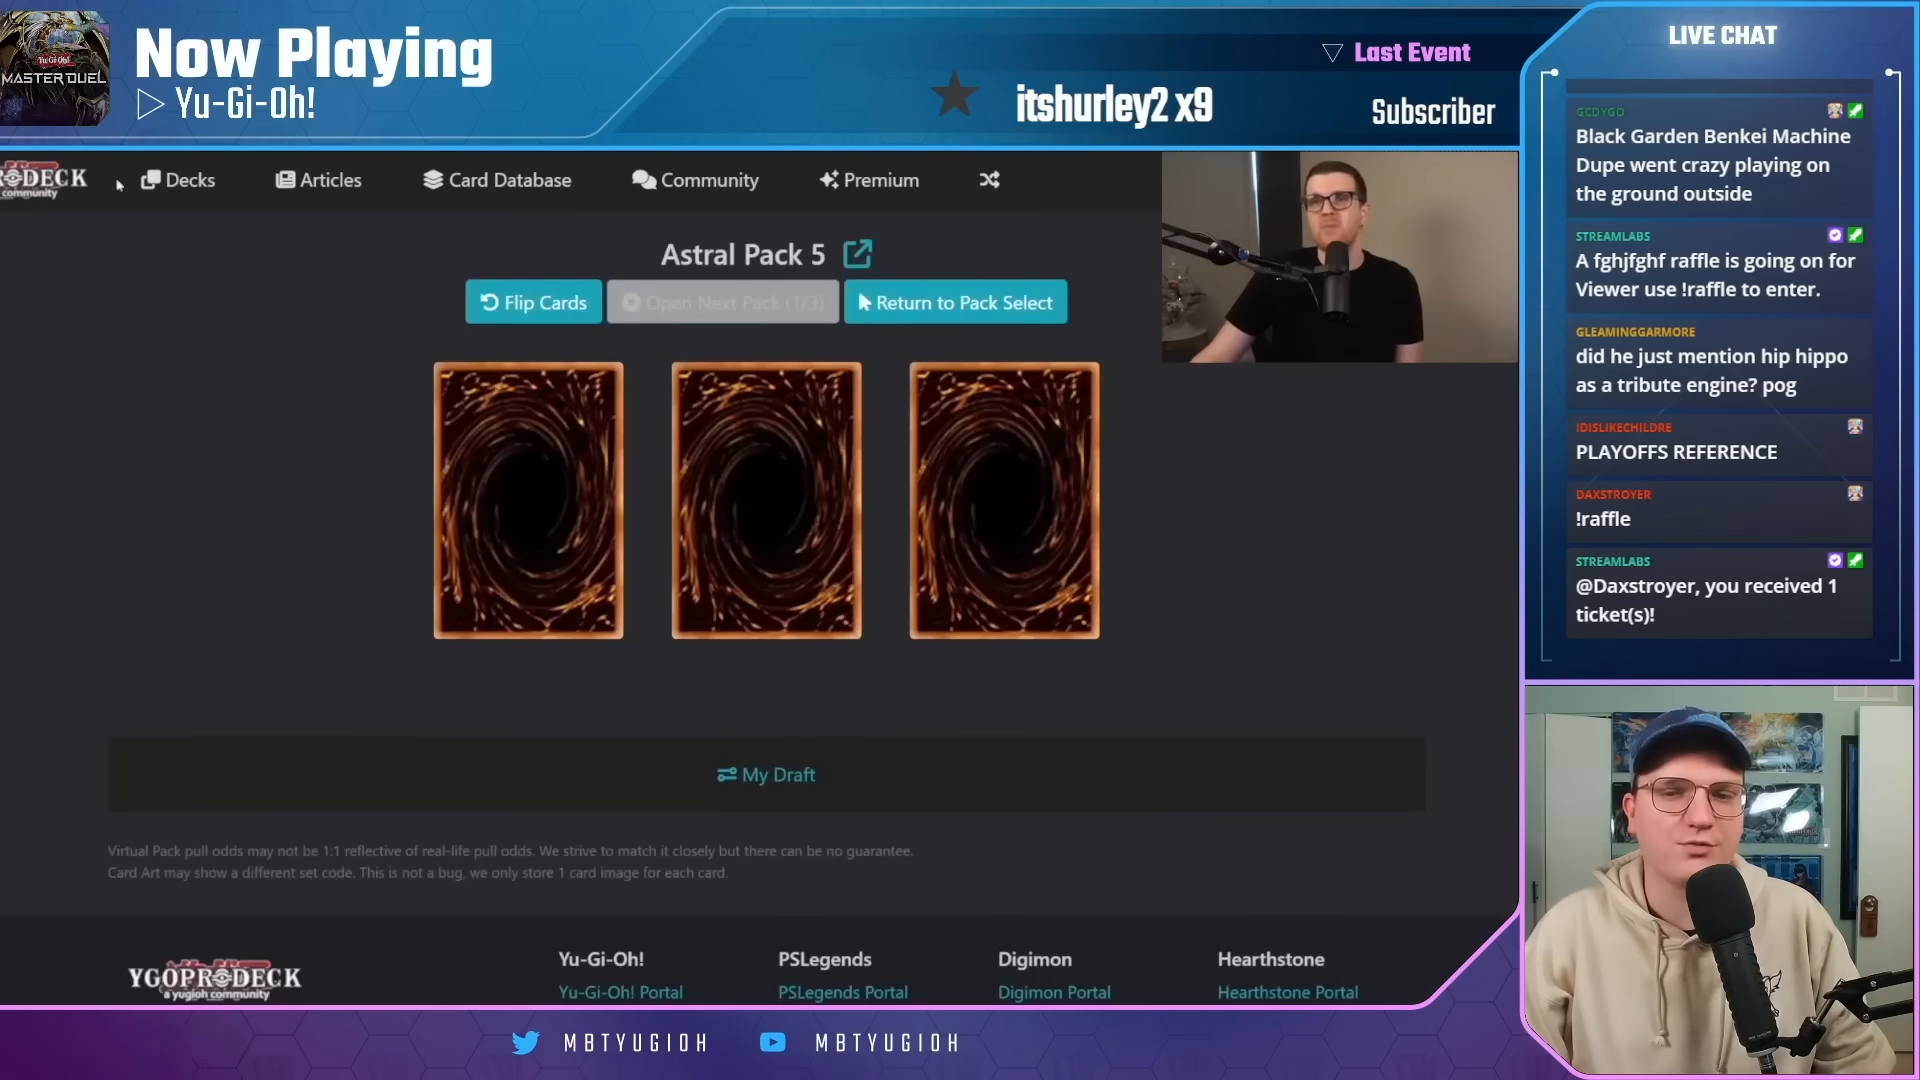 Yu-Gi-Oh!
MASTER DUEL
Now Playing
Yu-Gi-Oh!
Last Event
itshurley2 x9
Subscriber
LIVE CHAT
RODECK
community
Decks
Articles
Card Database
Community
Premium
Astral Pack 5
Flip Cards
Open Next Pack (1/3)
Return to Pack Select
My Draft
Virtual Pack pull odds may not be 1:1 reflective of real-life pull odds. We strive to match it closely but there can be no guarantee.
Card Art may show a different set code. This is not a bug, we only store 1 card image for each card.
YGOPRODECK
a yugioh community
Yu-Gi-Oh!
Yu-Gi-Oh! Portal
PSLegends
PSLegends Portal
Digimon
Digimon Portal
Hearthstone
Hearthstone Portal
GCDYGO
Black Garden Benkei Machine
Dupe went crazy playing on
the ground outside
STREAMLABS
A fghjfghf raffle is going on for
Viewer use !raffle to enter.
GLEAMINGGARMORE
did he just mention hip hippo
as a tribute engine? pog
IDISLIKECHILDRE
PLAYOFFS REFERENCE
DAXSTROYER
!raffle
STREAMLABS
@Daxstroyer, you received 1
ticket(s)!
MBTYUGIOH
MBTYUGIOH